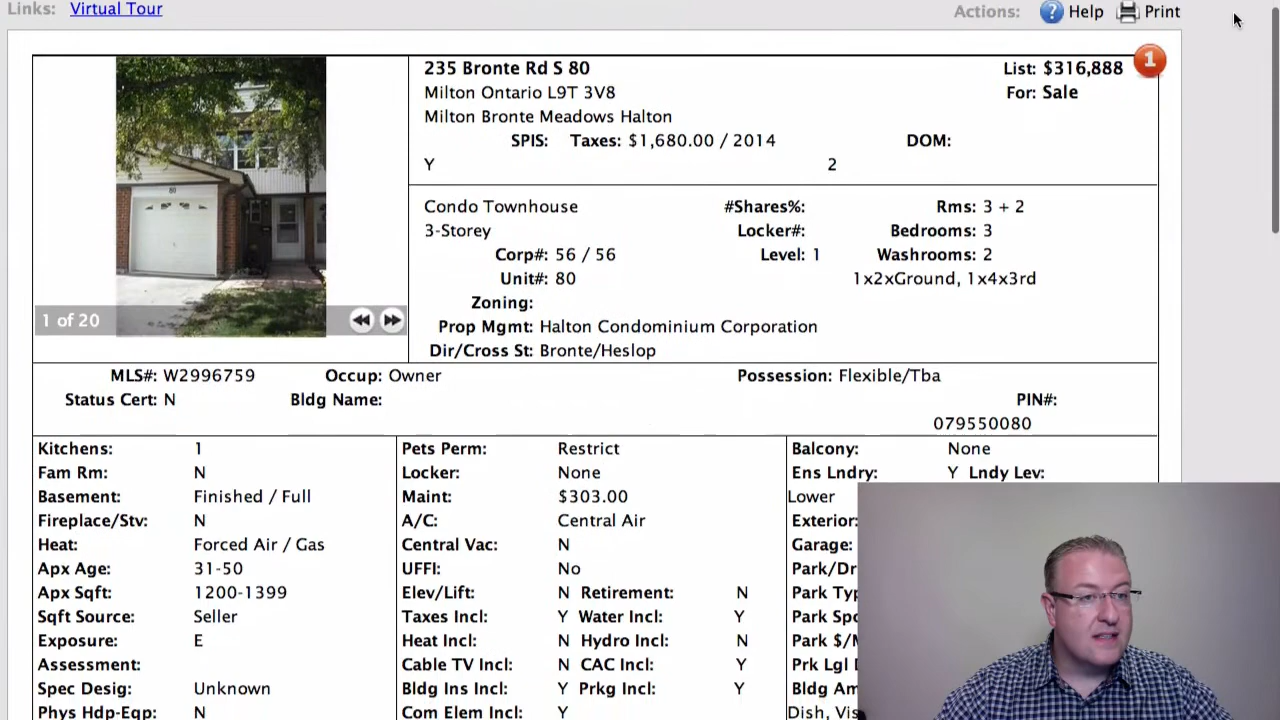 Links: Virtual Tour
Actions: Help Print
235 Bronte Rd S 80
List: $316,888
1
Milton Ontario L9T 3V8
For: Sale
Milton Bronte Meadows Halton
SPIS: Taxes: $1,680.00 / 2014 DOM:
Y 2
80
1 of 20
Condo Townhouse #Shares%: Rms: 3 + 2
3-Storey Locker#: Bedrooms: 3
Corp#: 56 / 56 Level: 1 Washrooms: 2
Unit#: 80 1x2xGround, 1x4x3rd
Zoning:
Prop Mgmt: Halton Condominium Corporation
Dir/Cross St: Bronte/Heslop
MLS#: W2996759 Occup: Owner Possession: Flexible/Tba
Status Cert: N Bldg Name: PIN#:
079550080
Kitchens: 1 Pets Perm: Restrict Balcony: None
Fam Rm: N Locker: None Ens Lndry: Y Lndy Lev:
Basement: Finished / Full Maint: $303.00 Lower
Fireplace/Stv: N A/C: Central Air Exterior:
Heat: Forced Air / Gas Central Vac: N Garage:
Apx Age: 31-50 UFFI: No Park/Dr
Apx Sqft: 1200-1399 Elev/Lift: N Retirement: N Park Typ
Sqft Source: Seller Taxes Incl: Y Water Incl: Y Park Spo
Exposure: E Heat Incl: N Hydro Incl: N Park $/M
Assessment: Cable TV Incl: N CAC Incl: Y Prk Lgl
Spec Desig: Unknown Bldg Ins Incl: Y Prkg Incl: Y Bldg Am
Phys Hdp-Eqp: N Com Elem Incl: Y Dish, Vis